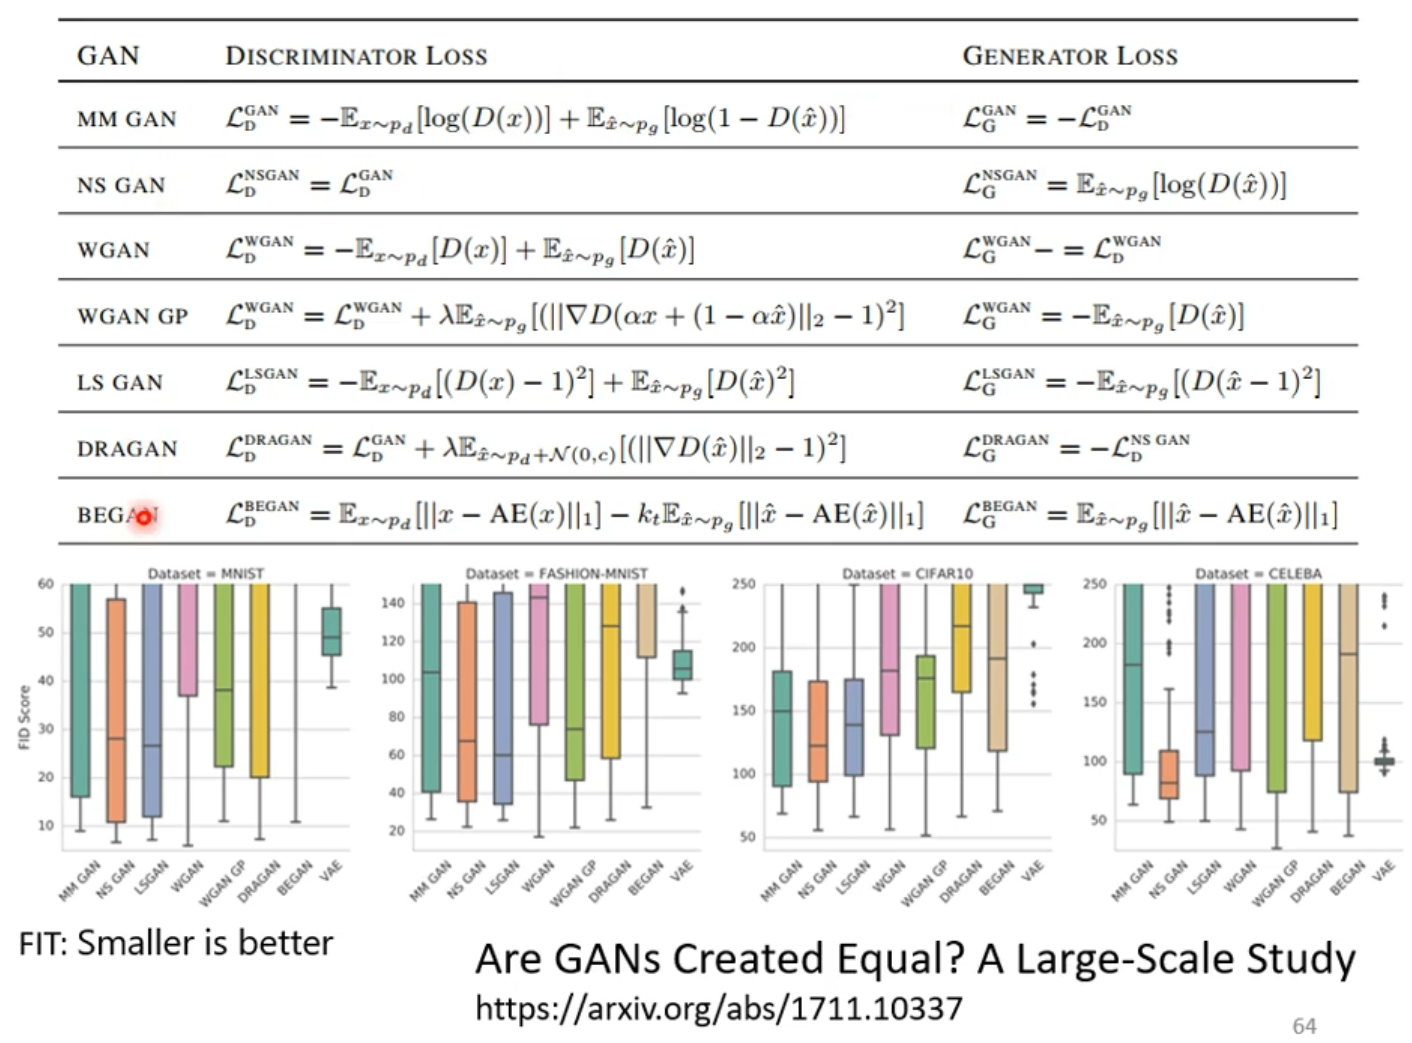 GAN DISCRIMINATOR LOSS GENERATOR LOSS
MM GAN L_D^GAN = −E_{x∼p_d}[log(D(x))] + E_{x̂∼p_g}[log(1 − D(x̂))] L_G^GAN = −L_D^GAN
NS GAN L_D^NSGAN = L_D^GAN L_G^NSGAN = E_{x̂∼p_g}[log(D(x̂))]
WGAN L_D^WGAN = −E_{x∼p_d}[D(x)] + E_{x̂∼p_g}[D(x̂)] L_G^WGAN − = L_D^WGAN
WGAN GP L_D^WGAN = L_D^WGAN + λE_{x̂∼p_g}[(||∇D(αx + (1 − αx̂)||₂ − 1)²] L_G^WGAN = −E_{x̂∼p_g}[D(x̂)]
LS GAN L_D^LSGAN = −E_{x∼p_d}[(D(x) − 1)²] + E_{x̂∼p_g}[D(x̂)²] L_G^LSGAN = −E_{x̂∼p_g}[(D(x̂ − 1)²]
DRAGAN L_D^DRAGAN = L_D^GAN + λE_{x̂∼p_d+N(0,c)}[(||∇D(x̂)||₂ − 1)²] L_G^DRAGAN = −L_D^NS GAN
BEGAN L_D^BEGAN = E_{x∼p_d}[||x − AE(x)||₁] − k_tE_{x̂∼p_g}[||x̂ − AE(x̂)||₁] L_G^BEGAN = E_{x̂∼p_g}[||x̂ − AE(x̂)||₁]
Dataset = MNIST
FID Score
60
50
40
30
20
10
MM GAN NS GAN LSGAN WGAN WGAN GP DRAGAN BEGAN VAE
Dataset = FASHION-MNIST
140
120
100
80
60
40
20
MM GAN NS GAN LSGAN WGAN WGAN GP DRAGAN BEGAN VAE
Dataset = CIFAR10
250
200
150
100
50
MM GAN NS GAN LSGAN WGAN WGAN GP DRAGAN BEGAN VAE
Dataset = CELEBA
250
200
150
100
50
MM GAN NS GAN LSGAN WGAN WGAN GP DRAGAN BEGAN VAE
FIT: Smaller is better
Are GANs Created Equal? A Large-Scale Study
https://arxiv.org/abs/1711.10337
64